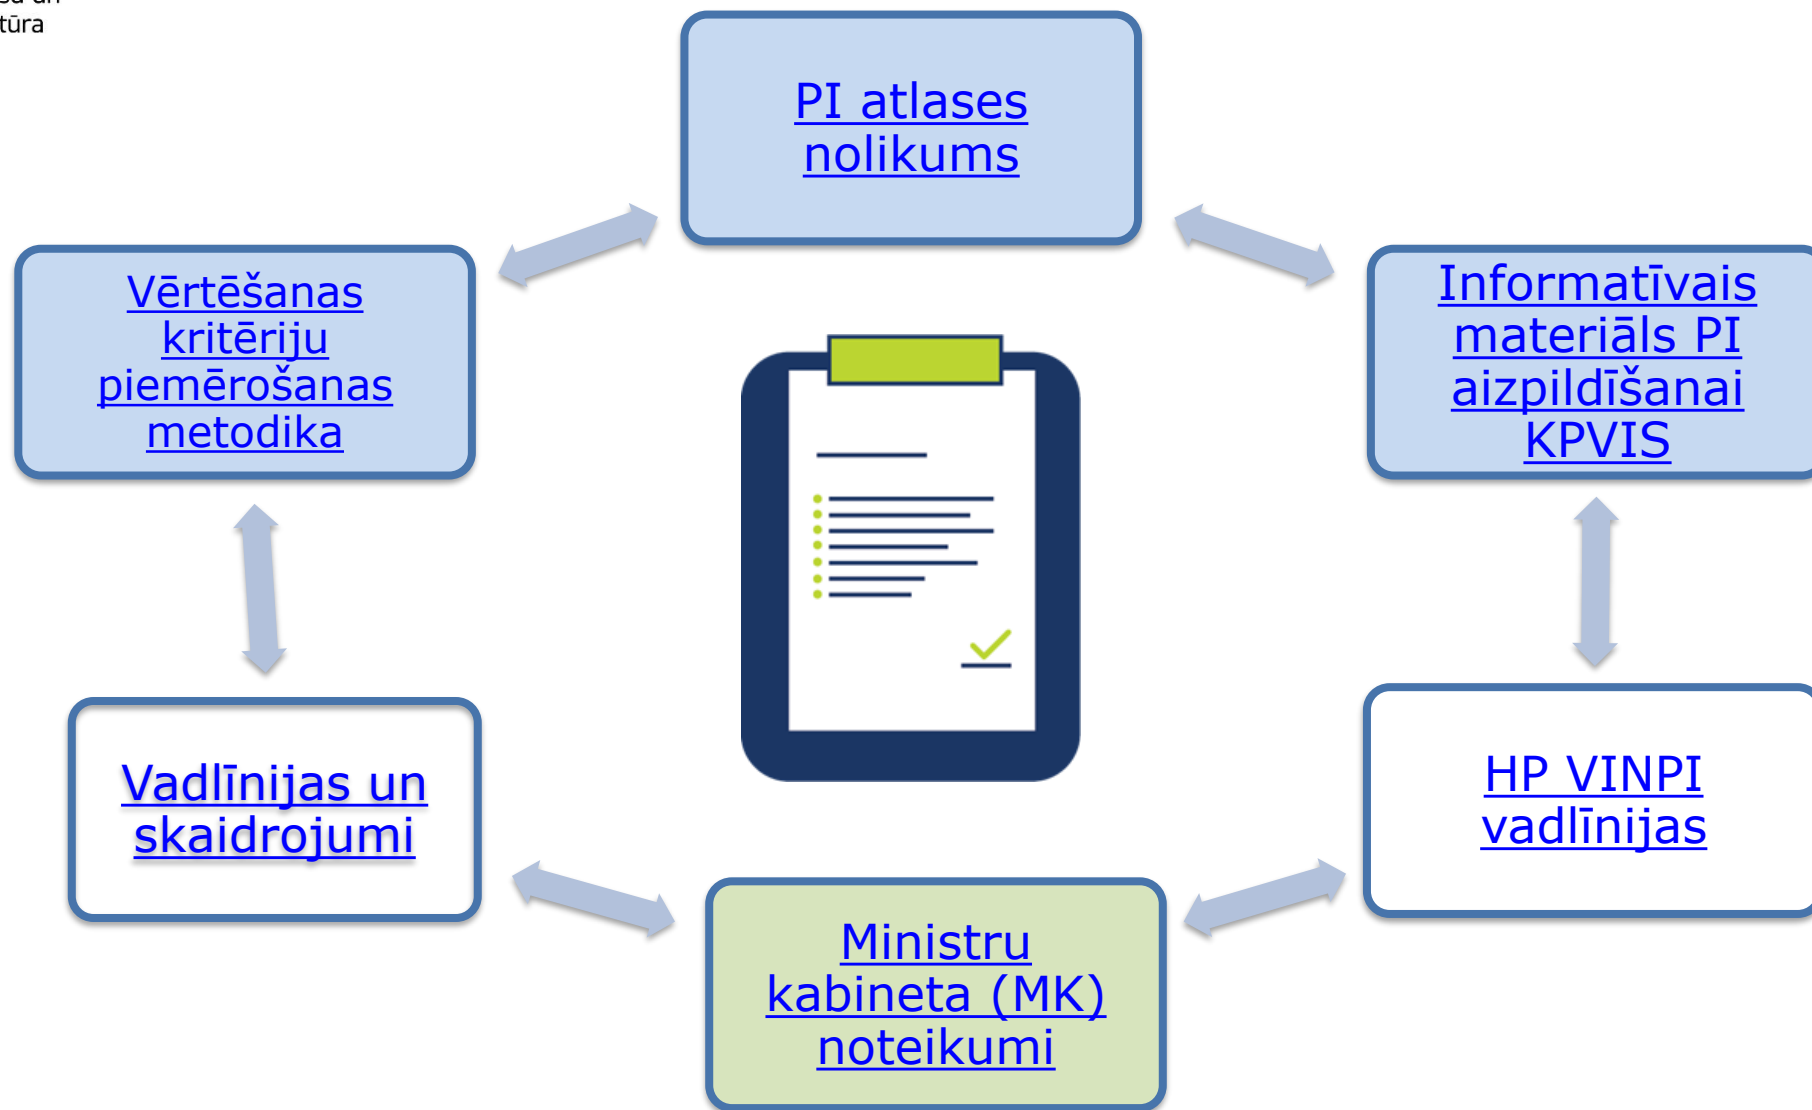 un
tūra
PI atlases
nolikums
Vērtēšanas
kritēriju
piemērošanas
metodika
Informatīvais
materiāls PI
aizpildīšanai
KPVIS
Vadlīnijas un
skaidrojumi
HP VINPI
vadlīnijas
Ministru
kabineta (MK)
noteikumi